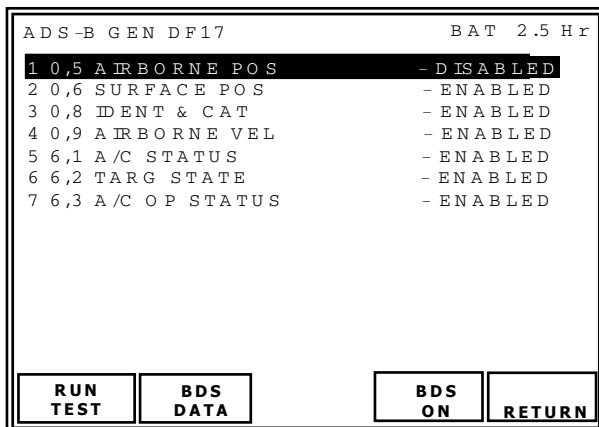 ADS-B GEN DF17 BAT 2.5 Hr
1 0,5 AIRBORNE POS -DISABLED
2 0,6 SURFACE POS -ENABLED
3 0,8 IDENT & CAT -ENABLED
4 0,9 AIRBORNE VEL -ENABLED
5 6,1 A/C STATUS -ENABLED
6 6,2 TARG STATE -ENABLED
7 6,3 A/C OP STATUS -ENABLED
RUN TEST
BDS DATA
BDS ON
RETURN